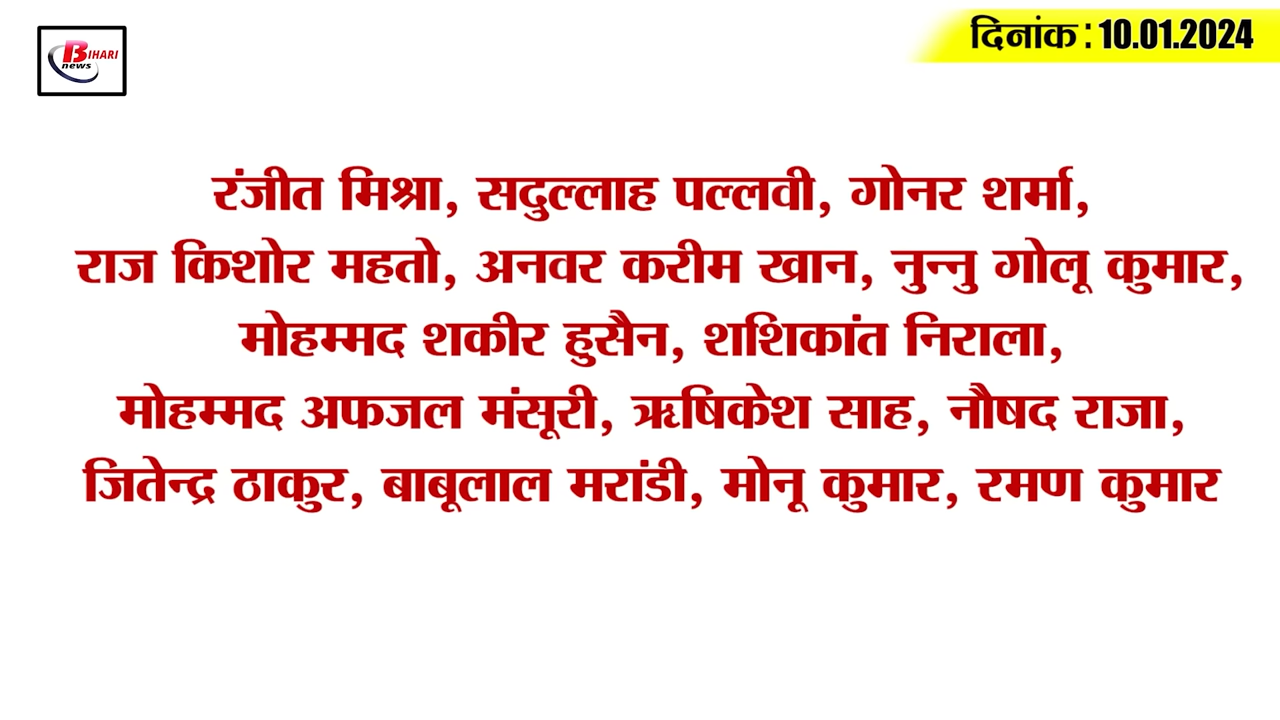 BIHARI
news
दिनांक : 10.01.2024
रंजीत मिश्रा, सदुल्लाह पल्लवी, गोनर शर्मा,
राज किशोर महतो, अनवर करीम खान, नुन्नु गोलू कुमार,
मोहम्मद शकीर हुसैन, शशिकांत निराला,
मोहम्मद अफजल मंसूरी, ऋषिकेश साह, नौषद राजा,
जितेन्द्र ठाकुर, बाबूलाल मरांडी, मोनू कुमार, रमण कुमार